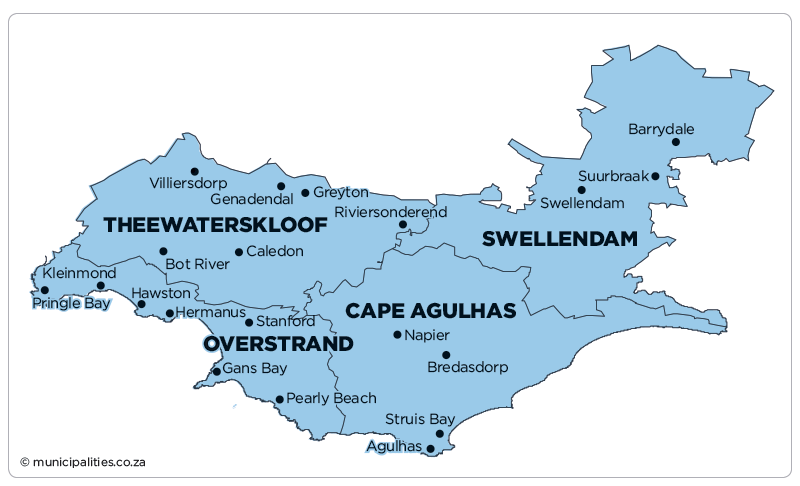 Barrydale
Suurbraak
Villiersdorp
Genadendal
Greyton
Swellendam
Riviersonderend
THEEWATERSKLOOF
SWELLENDAM
Caledon
Bot River
Kleinmond
Pringle Bay
Hawston
Hermanus
CAPE AGULHAS
Stanford
Napier
OVERSTRAND
Bredasdorp
Gans Bay
Pearly Beach
Struis Bay
Agulhas
© municipalities.co.za